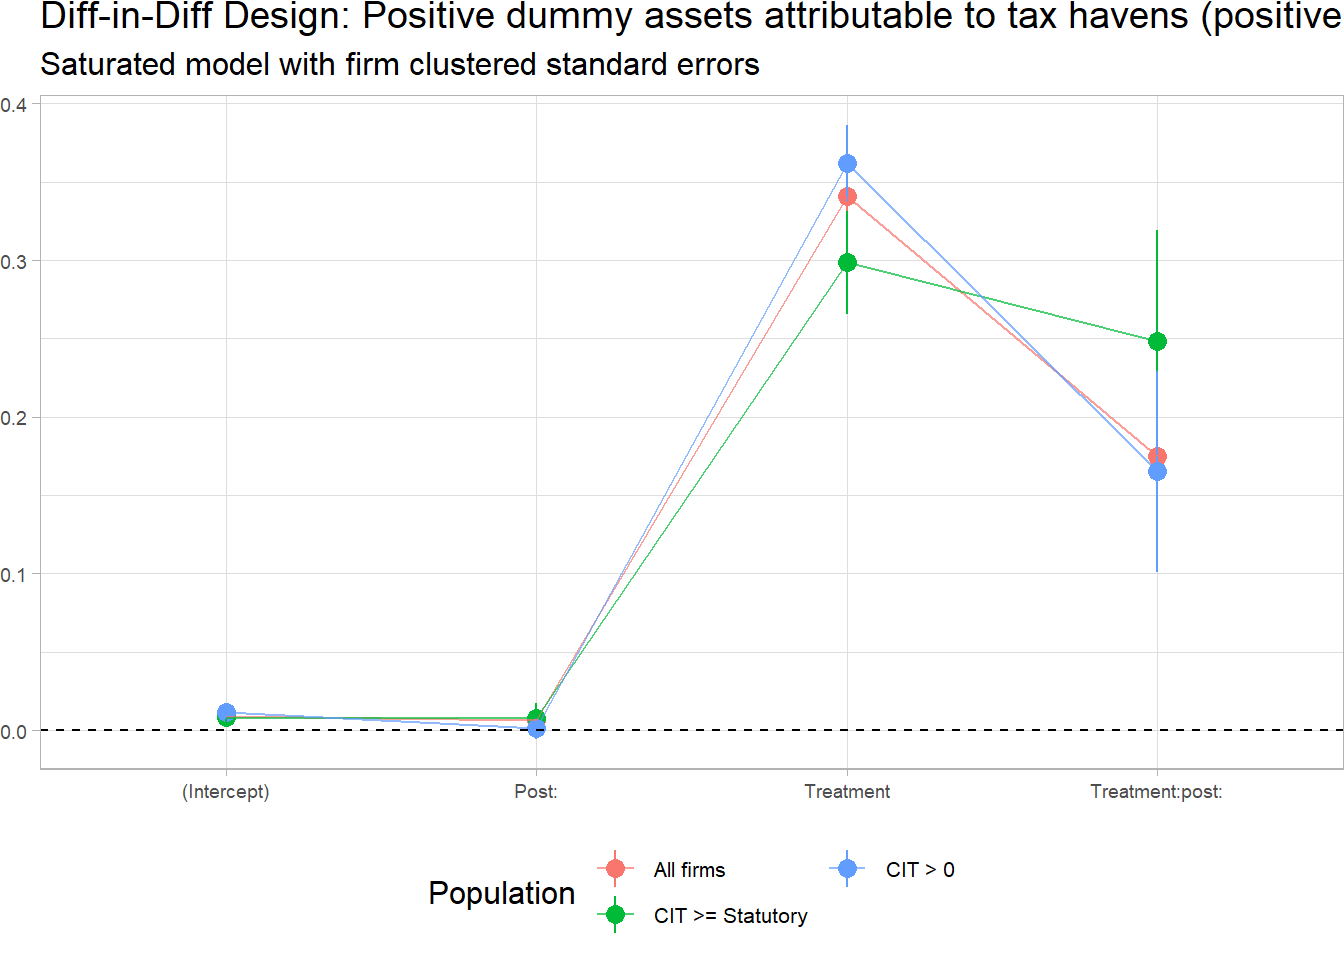 Diff-in-Diff Design: Positive dummy assets attributable to tax havens (positive
Saturated model with firm clustered standard errors
0.4
0.3
0.2
0.1
0.0
(Intercept) Post: Treatment Treatment:post:
Population
All firms
CIT >= Statutory
CIT > 0